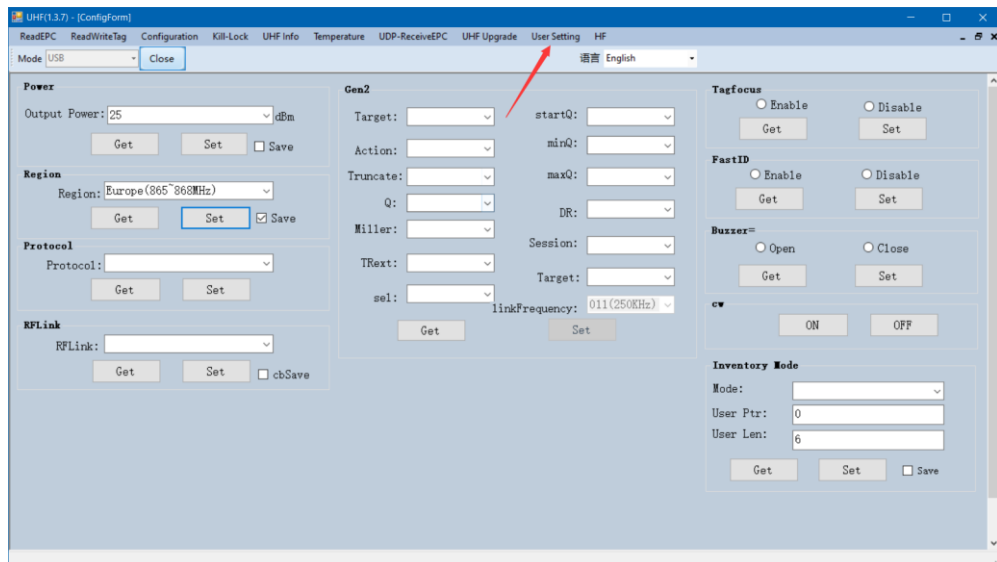 UHF(1.3.7) - [ConfigForm]
ReadEPC ReadWriteTag Configuration Kill-Lock UHF Info Temperature UDP-ReceiveEPC UHF Upgrade User Setting HF
Mode USB Close 语言 English
Power
Output Power: 25 dBm
Get Set Save
Region
Region: Europe(865~868MHz)
Get Set Save
Protocol
Protocol:
Get Set
RFLink
RFLink:
Get Set cbSave
Gen2
Target: startQ:
Action: minQ:
Truncate: maxQ:
Q: DR:
Miller: Session:
TRext: Target:
sel: linkFrequency: 011(250KHz)
Get Set
Tagfocus
Enable Disable
Get Set
FastID
Enable Disable
Get Set
Buzzer=
Open Close
Get Set
cw
ON OFF
Inventory Mode
Mode:
User Ptr: 0
User Len: 6
Get Set Save